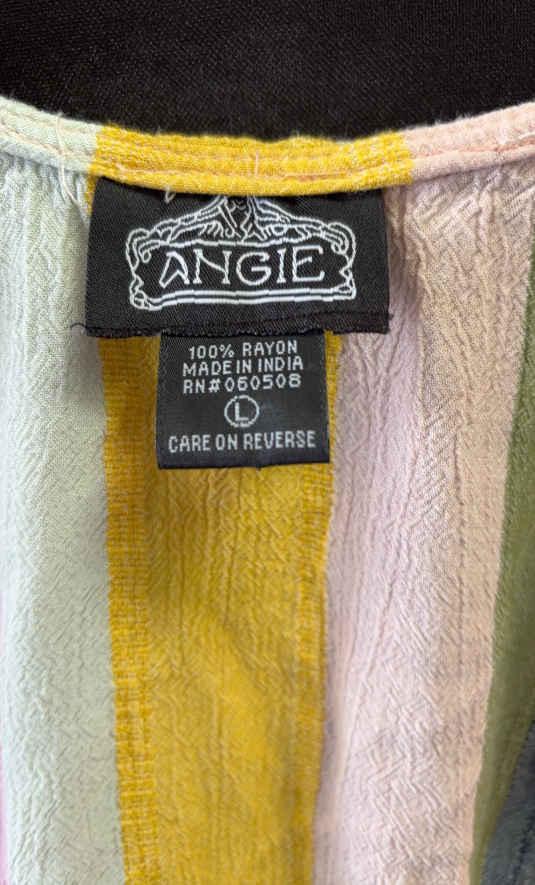 ANGIE
100% RAYON
MADE IN INDIA
RN#060508
L
CARE ON REVERSE